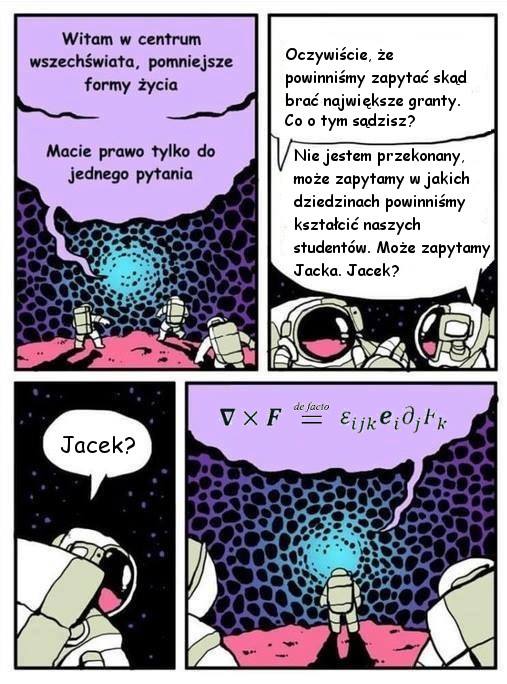 Witam w centrum
wszechświata, pomniejsze
formy życia
Macie prawo tylko do
jednego pytania
Oczywiście, że
powinniśmy zapytać skąd
brać największe granty.
Co o tym sądzisz?
Nie jestem przekonany,
może zapytamy w jakich
dziedzinach powinniśmy
kształcić naszych
studentów. Może zapytamy
Jacka. Jacek?
Jacek?
∇ × F =^{de facto} ε_{ijk} e_i ∂_j F_k